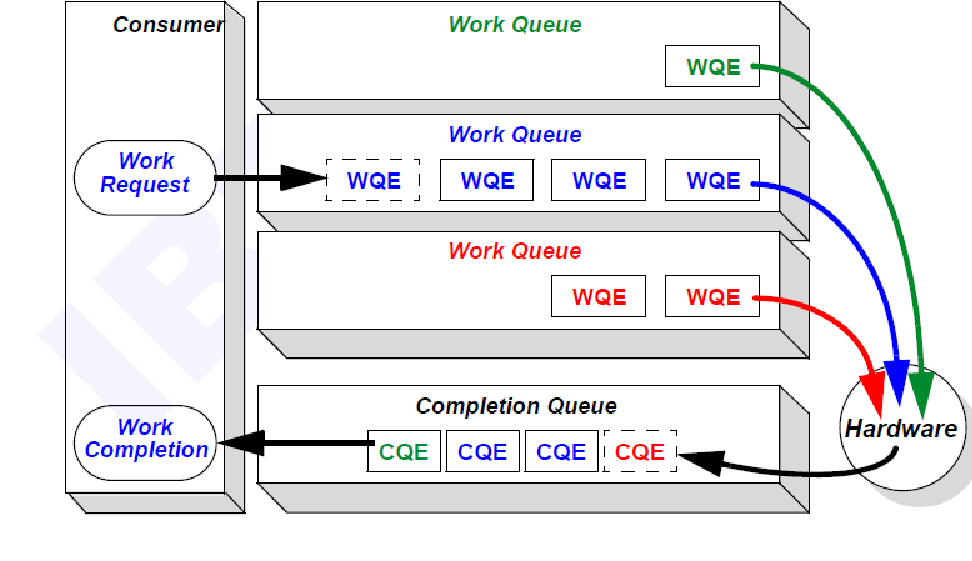 Consumer
Work Queue
WQE
Work Queue
Work
Request
WQE WQE WQE WQE
Work Queue
WQE WQE
Completion Queue
Work
Completion
CQE CQE CQE CQE
Hardware